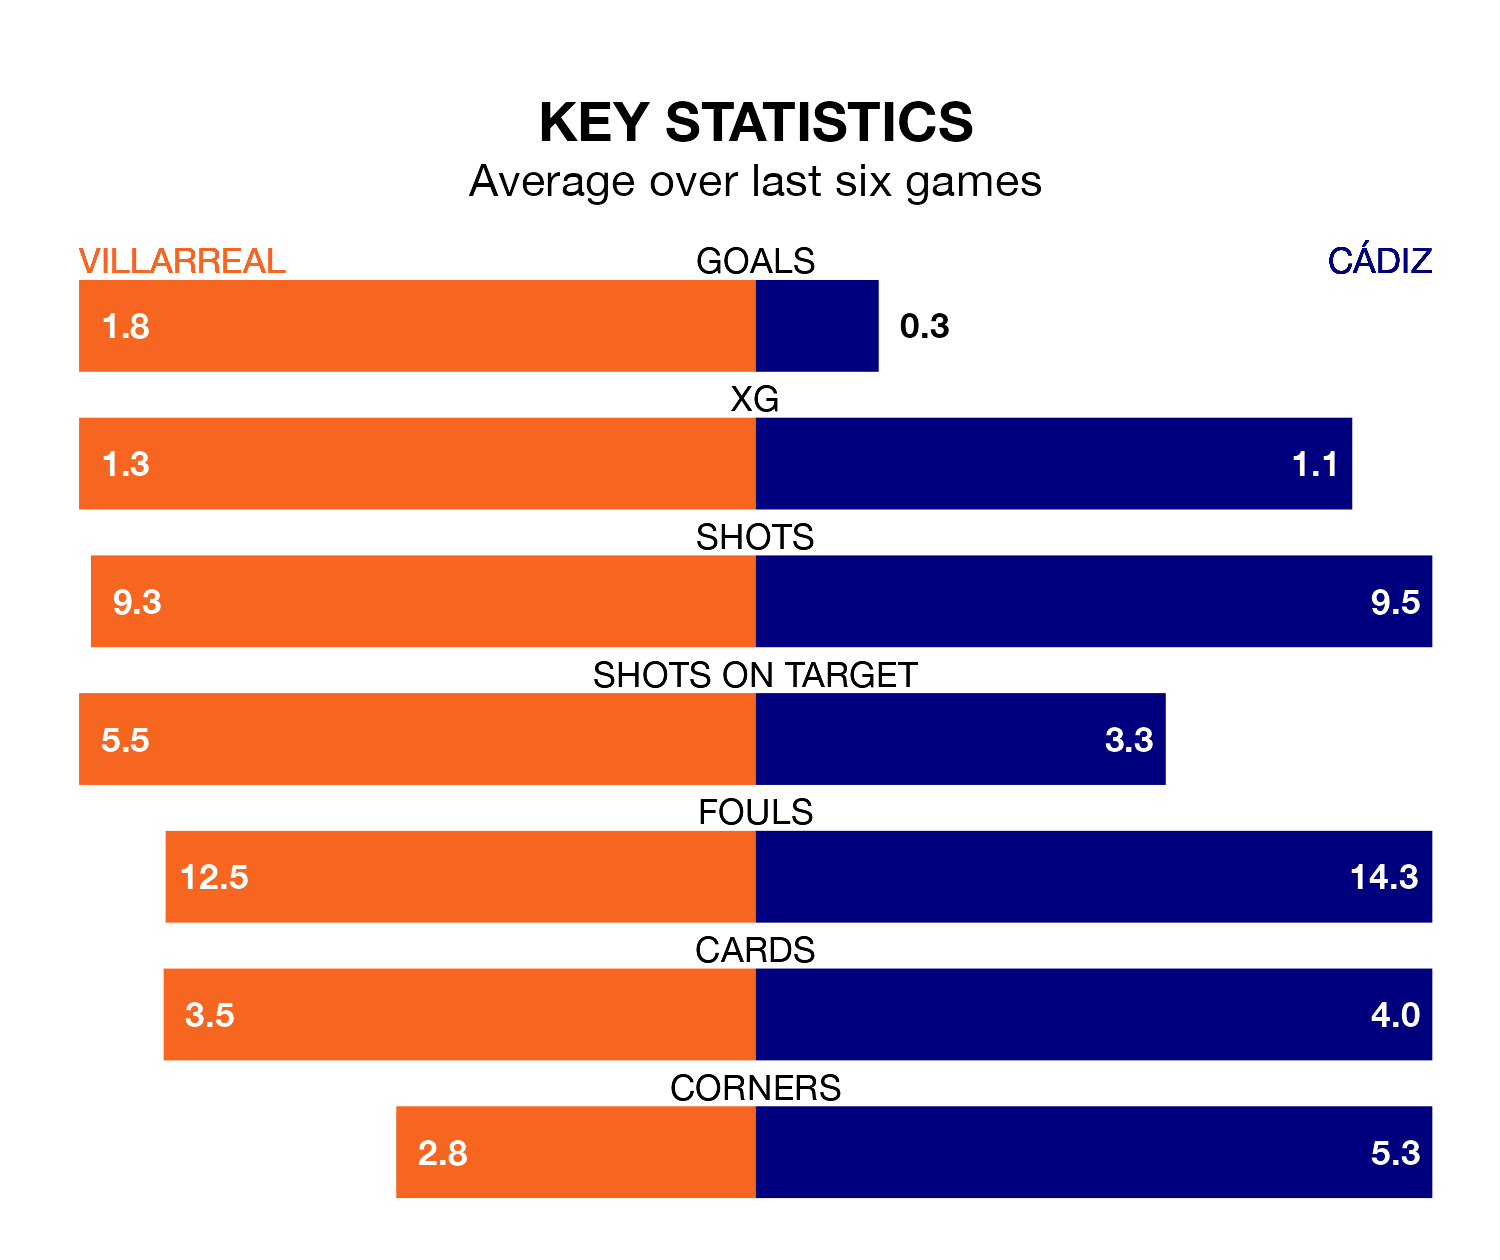 KEY STATISTICS
Average over last six games
VILLARREAL GOALS CÁDIZ
1.8 0.3
XG
1.3 1.1
SHOTS
9.3 9.5
SHOTS ON TARGET
5.5 3.3
FOULS
12.5 14.3
CARDS
3.5 4.0
CORNERS
2.8 5.3